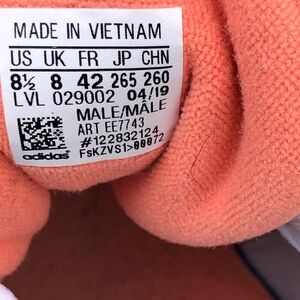 MADE IN VIETNAM
US UK FR JP CHN
8½ 8 42 265 260
LVL 029002 04/19
MALE/MÂLE
ART EE7743
#122832124
FsKZVS1>00072
adidas